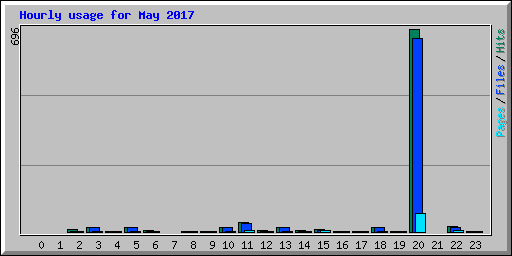 Hourly usage for May 2017
696
Pages/Files/Hits
0 1 2 3 4 5 6 7 8 9 10 11 12 13 14 15 16 17 18 19 20 21 22 23